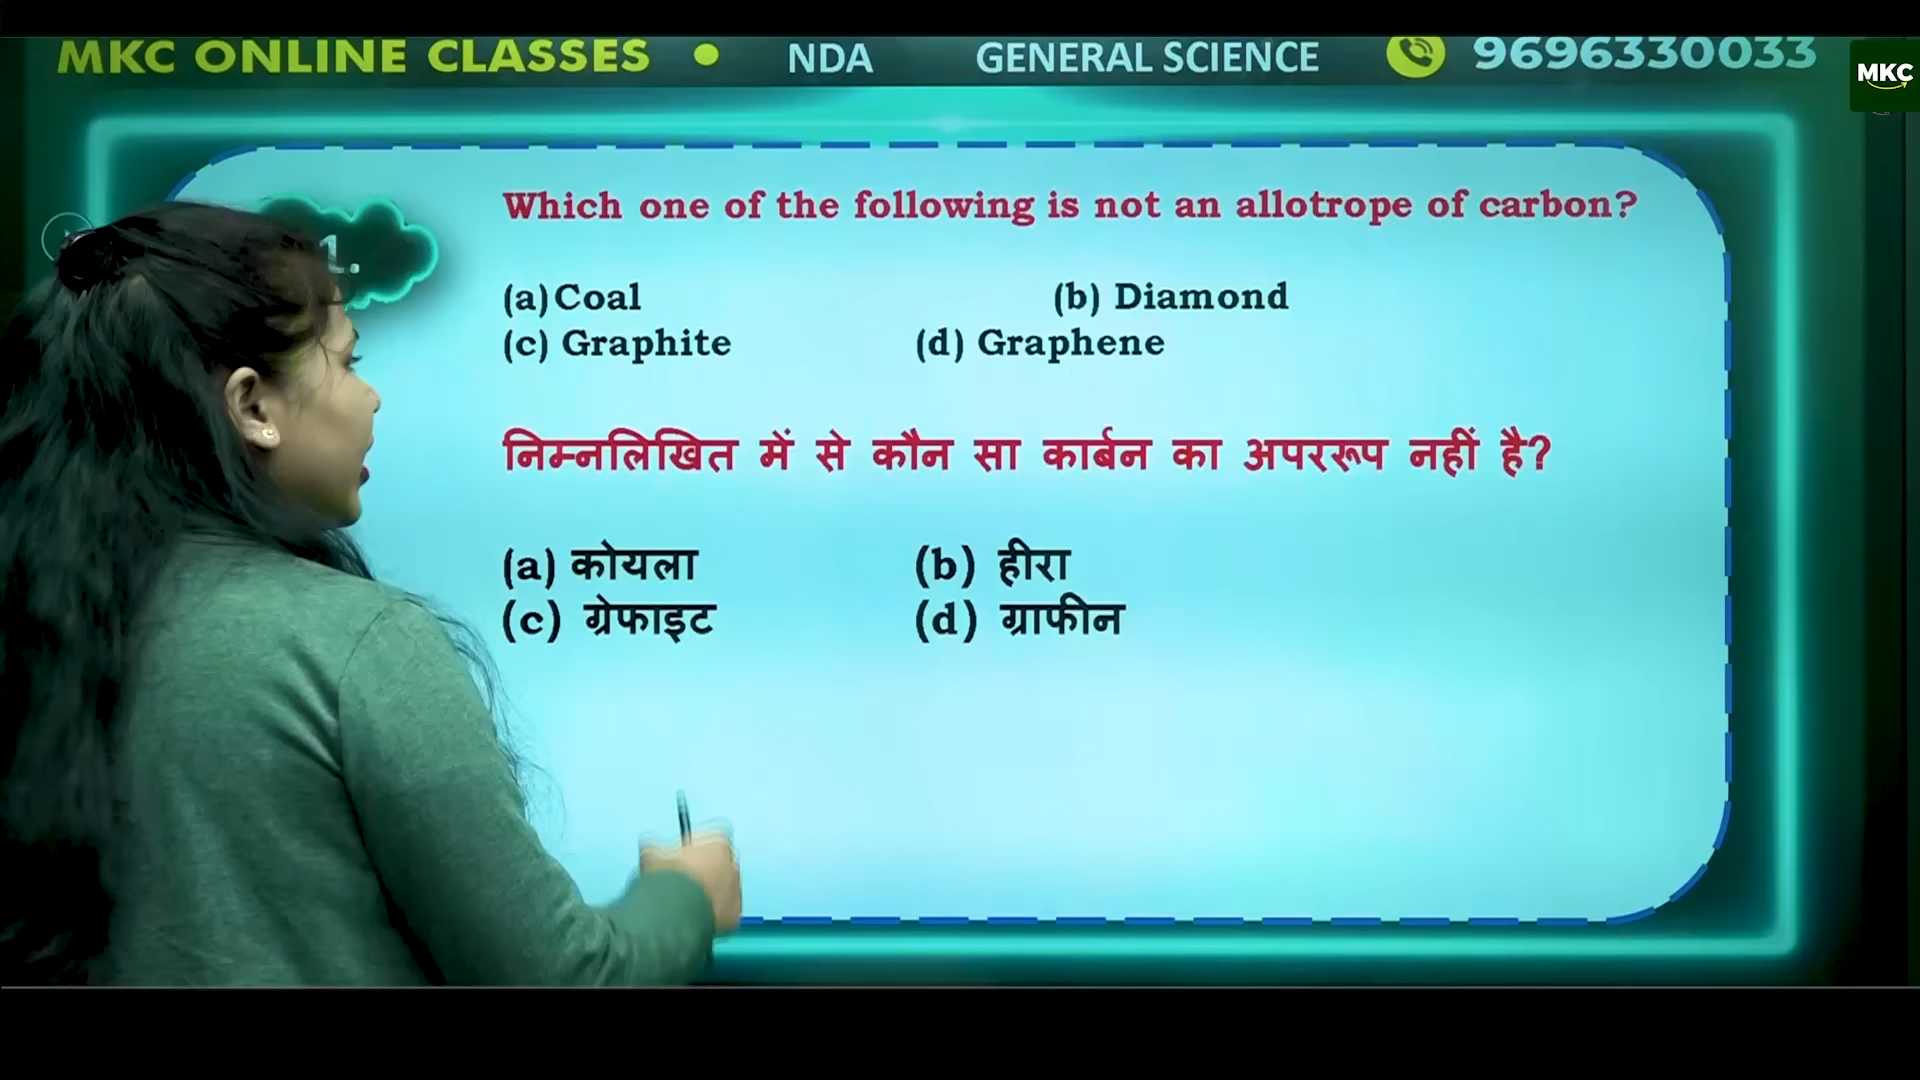 MKC ONLINE CLASSES • NDA GENERAL SCIENCE 9696330033
MKC
1.
Which one of the following is not an allotrope of carbon?
(a) Coal (b) Diamond
(c) Graphite (d) Graphene
निम्नलिखित में से कौन सा कार्बन का अपररूप नहीं है?
(a) कोयला (b) हीरा
(c) ग्रेफाइट (d) ग्राफीन